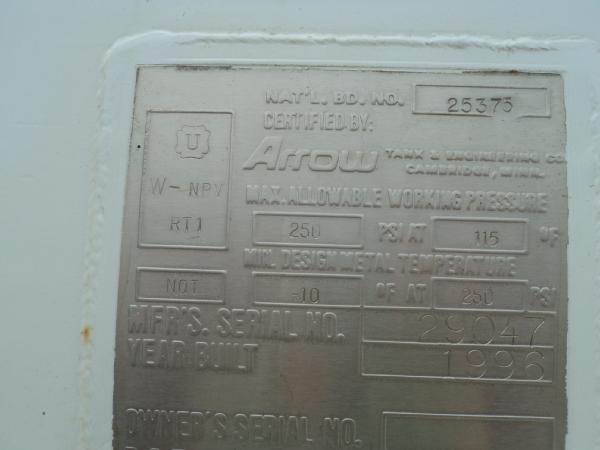 NAT'L. BD. NO. 25375
CERTIFIED BY:
U
Arrow TANK & ENGINEERING CO.
CAMBRIDGE, MINN.
W-NPV
MAX. ALLOWABLE WORKING PRESSURE
RT1
250 PSI AT 115 °F
MIN. DESIGN METAL TEMPERATURE
NOT -10 °F AT 250 PSI
MFR'S. SERIAL NO. 29047
YEAR BUILT 1996
OWNER'S SERIAL NO.